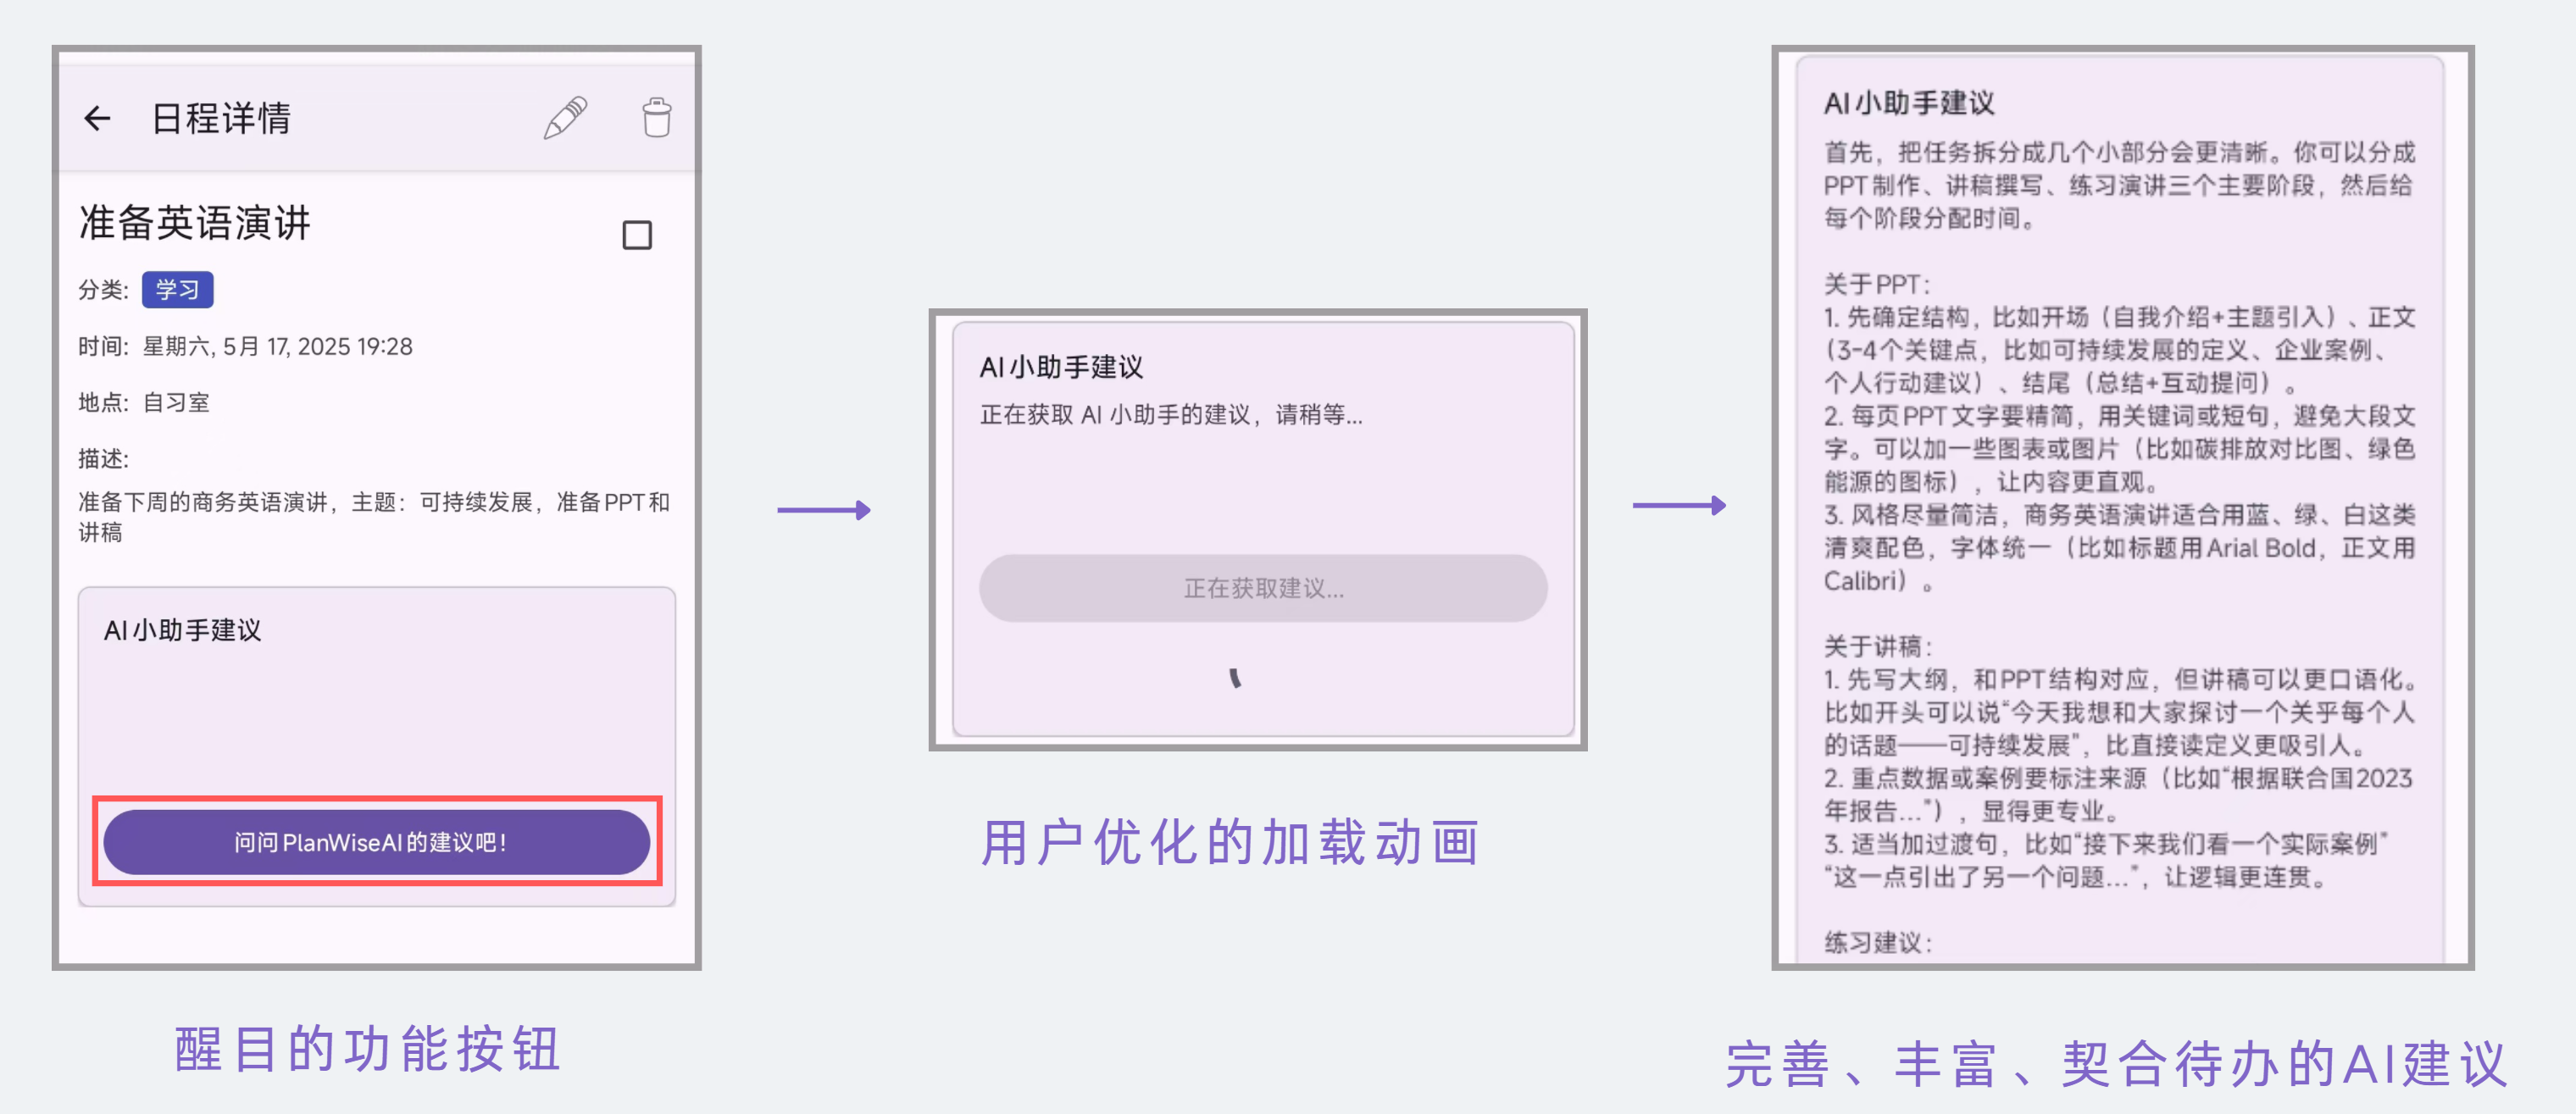 日程详情
准备英语演讲
分类: 学习
时间: 星期六, 5月 17, 2025 19:28
地点: 自习室
描述:
准备下周的商务英语演讲，主题：可持续发展，准备PPT和
讲稿
AI小助手建议
问问PlanWiseAI的建议吧！
醒目的功能按钮
AI小助手建议
正在获取 AI 小助手的建议，请稍等...
正在获取建议...
用户优化的加载动画
AI小助手建议
首先，把任务拆分成几个小部分会更清晰。你可以分成
PPT制作、讲稿撰写、练习演讲三个主要阶段，然后给
每个阶段分配时间。
关于PPT：
1. 先确定结构，比如开场（自我介绍+主题引入）、正文
（3-4个关键点，比如可持续发展的定义、企业案例、
个人行动建议）、结尾（总结+互动提问）。
2. 每页PPT文字要精简，用关键词或短句，避免大段文
字。可以加一些图表或图片（比如碳排放对比图、绿色
能源的图标），让内容更直观。
3. 风格尽量简洁，商务英语演讲适合用蓝、绿、白这类
清爽配色，字体统一（比如标题用Arial Bold，正文用
Calibri）。
关于讲稿：
1. 先写大纲，和PPT结构对应，但讲稿可以更口语化。
比如开头可以说“今天我想和大家探讨一个关乎每个人
的话题——可持续发展”，比直接读定义更吸引人。
2. 重点数据或案例要标注来源（比如“根据联合国2023
年报告...”），显得更专业。
3. 适当加过渡句，比如“接下来我们看一个实际案例”
“这一点引出了另一个问题...”，让逻辑更连贯。
练习建议：
完善、丰富、契合待办的AI建议